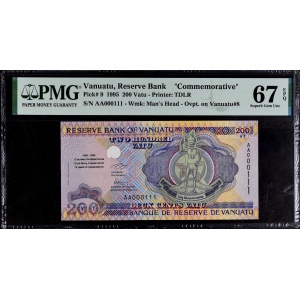 PMG
PAPER MONEY GUARANTY
Vanuatu, Reserve Bank "Commemorative"
Pick# 9 1995 200 Vatu - Printer: TDLR
S/N AA000111 - Wmk: Man's Head - Ovpt. on Vanuatu#8
67 EPQ
Superb Gem Unc
RESERVE BANK OF VANUATU
200
TWO HUNDRED
VATU
AA000111
AA000111
200
DEUX CENTS VATU
BANQUE DE RESERVE DE VANUATU